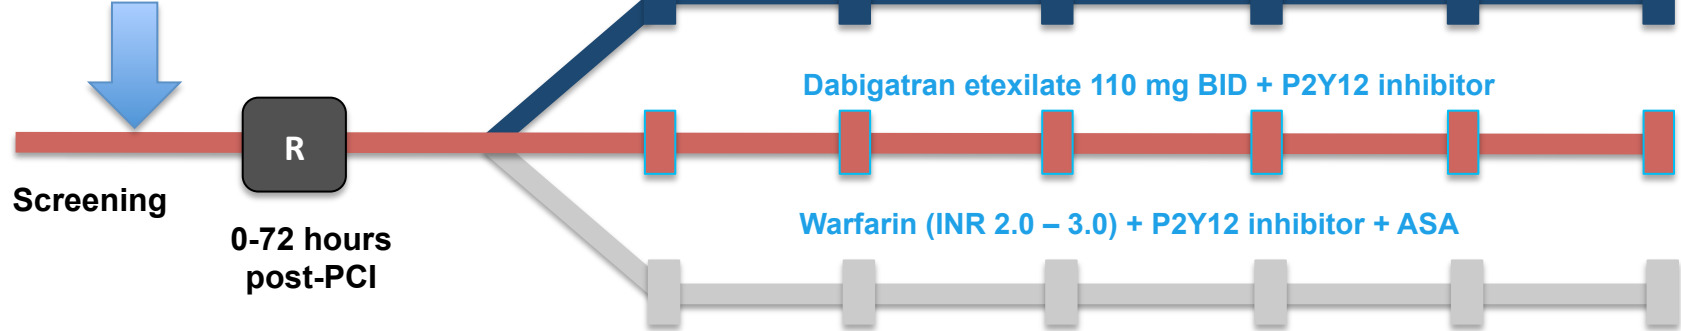 Dabigatran etexilate 110 mg BID + P2Y12 inhibitor
R
Screening
Warfarin (INR 2.0 – 3.0) + P2Y12 inhibitor + ASA
0-72 hours
post-PCI